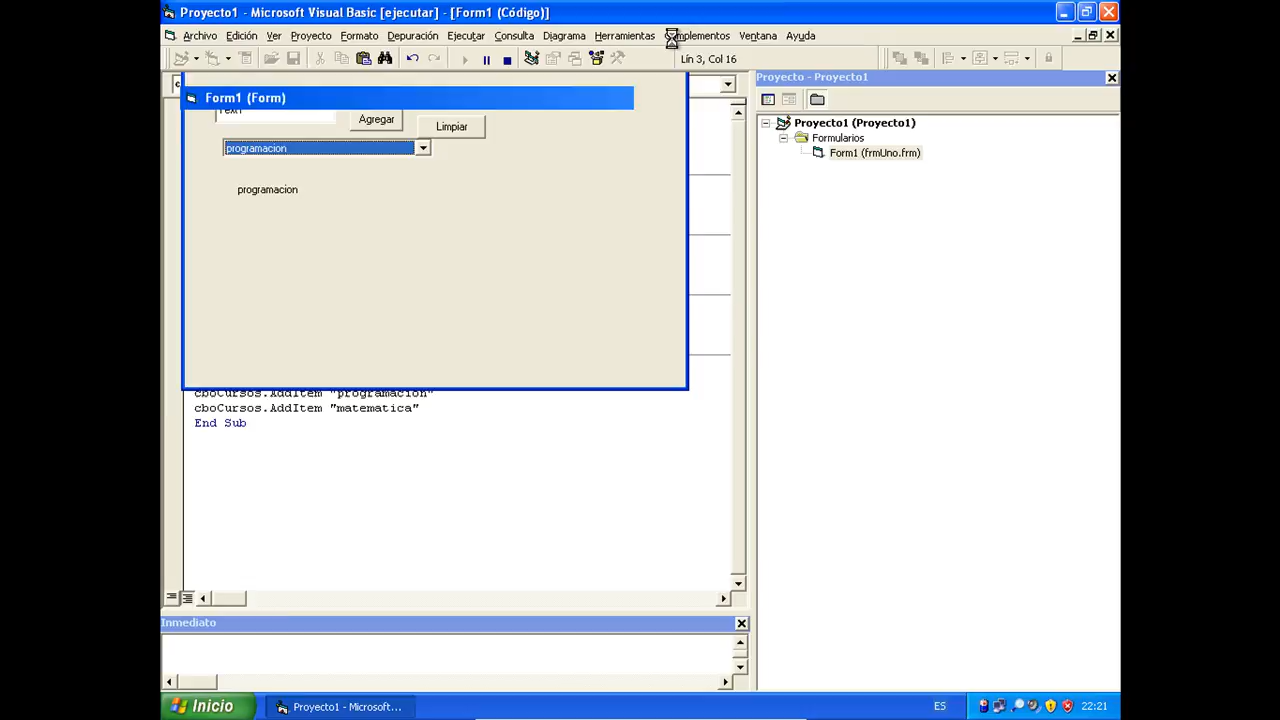 Proyecto1 - Microsoft Visual Basic [ejecutar] - [Form1 (Código)]
Archivo Edición Ver Proyecto Formato Depuración Ejecutar Consulta Diagrama Herramientas Ventana Ayuda
Lín 3, Col 16
Proyecto - Proyecto1
Form1 (Form)
Text1
Agregar
Limpiar
programacion
programacion
Proyecto1 (Proyecto1)
Formularios
Form1 (frmUno.frm)
cboCursos.AddItem "programacion"
cboCursos.AddItem "matematica"
End Sub
Inmediato
Inicio
Proyecto1 - Microsoft...
ES
22:21